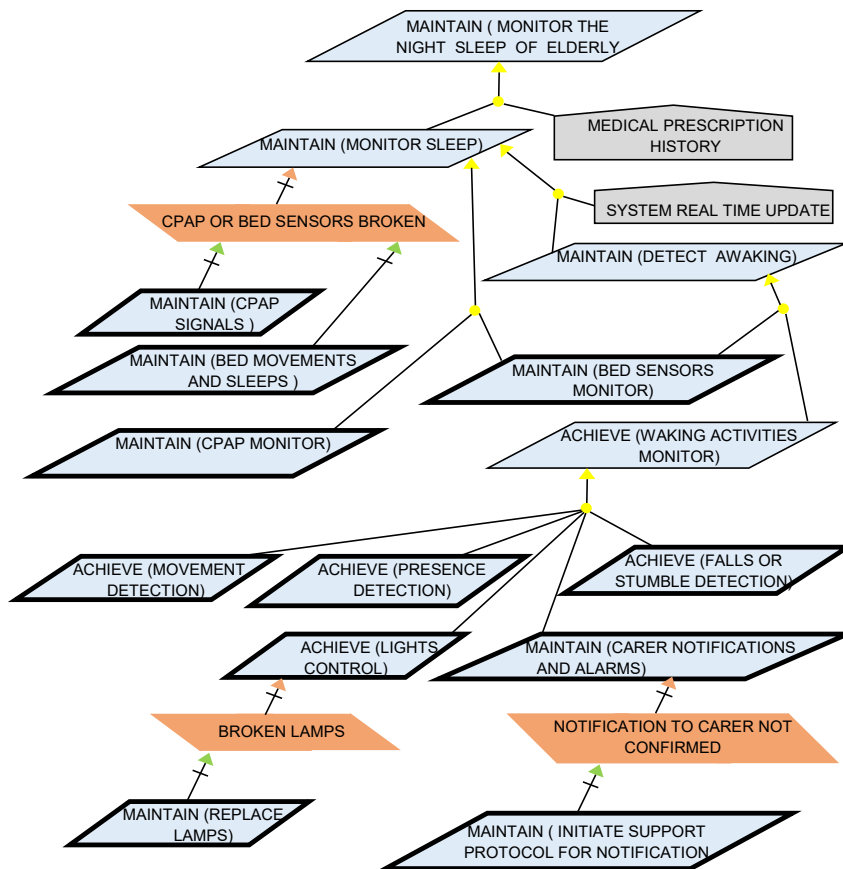 MAINTAIN ( MONITOR THE
NIGHT SLEEP OF ELDERLY
MEDICAL PRESCRIPTION
HISTORY
MAINTAIN (MONITOR SLEEP)
SYSTEM REAL TIME UPDATE
CPAP OR BED SENSORS BROKEN
MAINTAIN (DETECT AWAKING)
MAINTAIN (CPAP
SIGNALS )
MAINTAIN (BED MOVEMENTS
AND SLEEPS )
MAINTAIN (BED SENSORS
MONITOR)
MAINTAIN (CPAP MONITOR)
ACHIEVE (WAKING ACTIVITIES
MONITOR)
ACHIEVE (MOVEMENT
DETECTION)
ACHIEVE (PRESENCE
DETECTION)
ACHIEVE (FALLS OR
STUMBLE DETECTION)
ACHIEVE (LIGHTS
CONTROL)
MAINTAIN (CARER NOTIFICATIONS
AND ALARMS)
BROKEN LAMPS
NOTIFICATION TO CARER NOT
CONFIRMED
MAINTAIN (REPLACE
LAMPS)
MAINTAIN ( INITIATE SUPPORT
PROTOCOL FOR NOTIFICATION